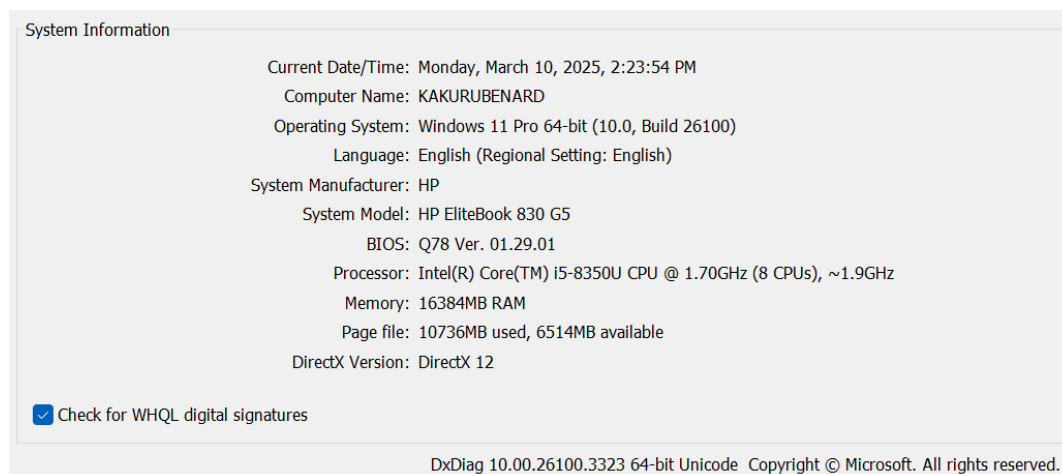 System Information
Current Date/Time: Monday, March 10, 2025, 2:23:54 PM
Computer Name: KAKURUBENARD
Operating System: Windows 11 Pro 64-bit (10.0, Build 26100)
Language: English (Regional Setting: English)
System Manufacturer: HP
System Model: HP EliteBook 830 G5
BIOS: Q78 Ver. 01.29.01
Processor: Intel(R) Core(TM) i5-8350U CPU @ 1.70GHz (8 CPUs), ~1.9GHz
Memory: 16384MB RAM
Page file: 10736MB used, 6514MB available
DirectX Version: DirectX 12
Check for WHQL digital signatures
DxDiag 10.00.26100.3323 64-bit Unicode Copyright © Microsoft. All rights reserved.